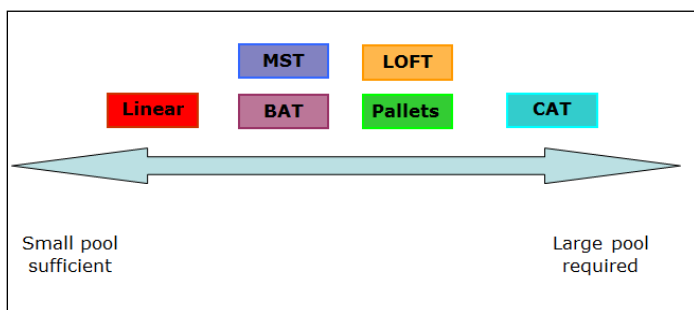 MST LOFT
Linear BAT Pallets CAT
Small pool Large pool
sufficient required